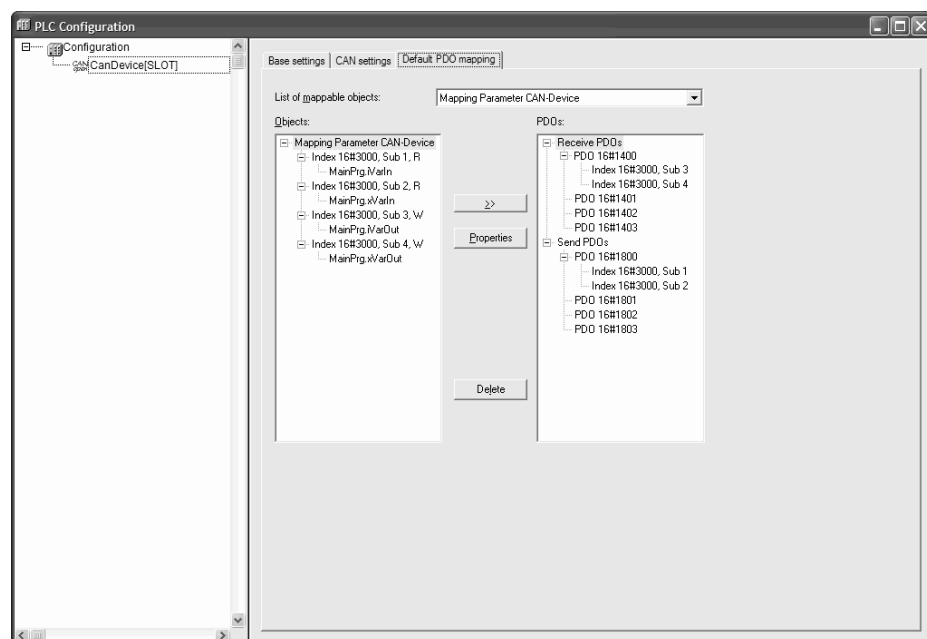 PLC Configuration
Configuration
CAN open CanDevice[SLOT]
Base settings CAN settings Default PDO mapping
List of mappable objects: Mapping Parameter CAN-Device
Objects: PDOs:
Mapping Parameter CAN-Device
Index 16#3000, Sub 1, R
MainPrg.iVarIn
Index 16#3000, Sub 2, R
MainPrg.xVarIn
Index 16#3000, Sub 3, W
MainPrg.iVarOut
Index 16#3000, Sub 4, W
MainPrg.xVarOut
>>
Properties
Delete
Receive PDOs
PDO 16#1400
Index 16#3000, Sub 3
Index 16#3000, Sub 4
PDO 16#1401
PDO 16#1402
PDO 16#1403
Send PDOs
PDO 16#1800
Index 16#3000, Sub 1
Index 16#3000, Sub 2
PDO 16#1801
PDO 16#1802
PDO 16#1803